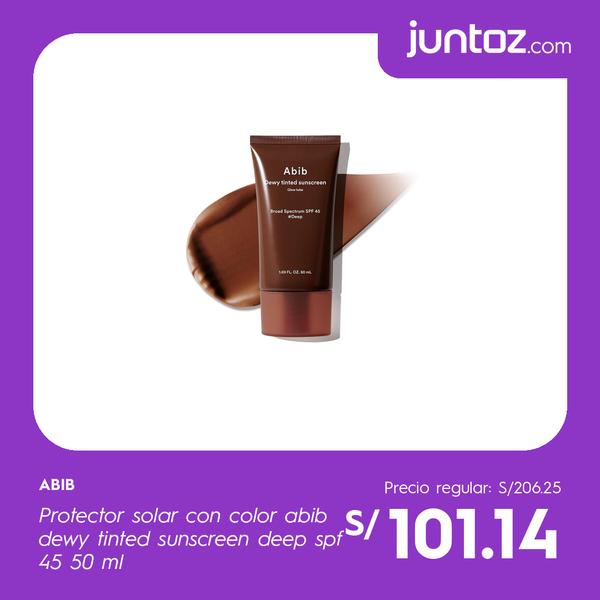 juntoz.com
Abib
Dewy tinted sunscreen
Glow tube
Broad Spectrum SPF 45
#Deep
1.69 FL. OZ. 50 mL
ABIB
Protector solar con color abib
dewy tinted sunscreen deep spf
45 50 ml
Precio regular: S/206.25
S/101.14